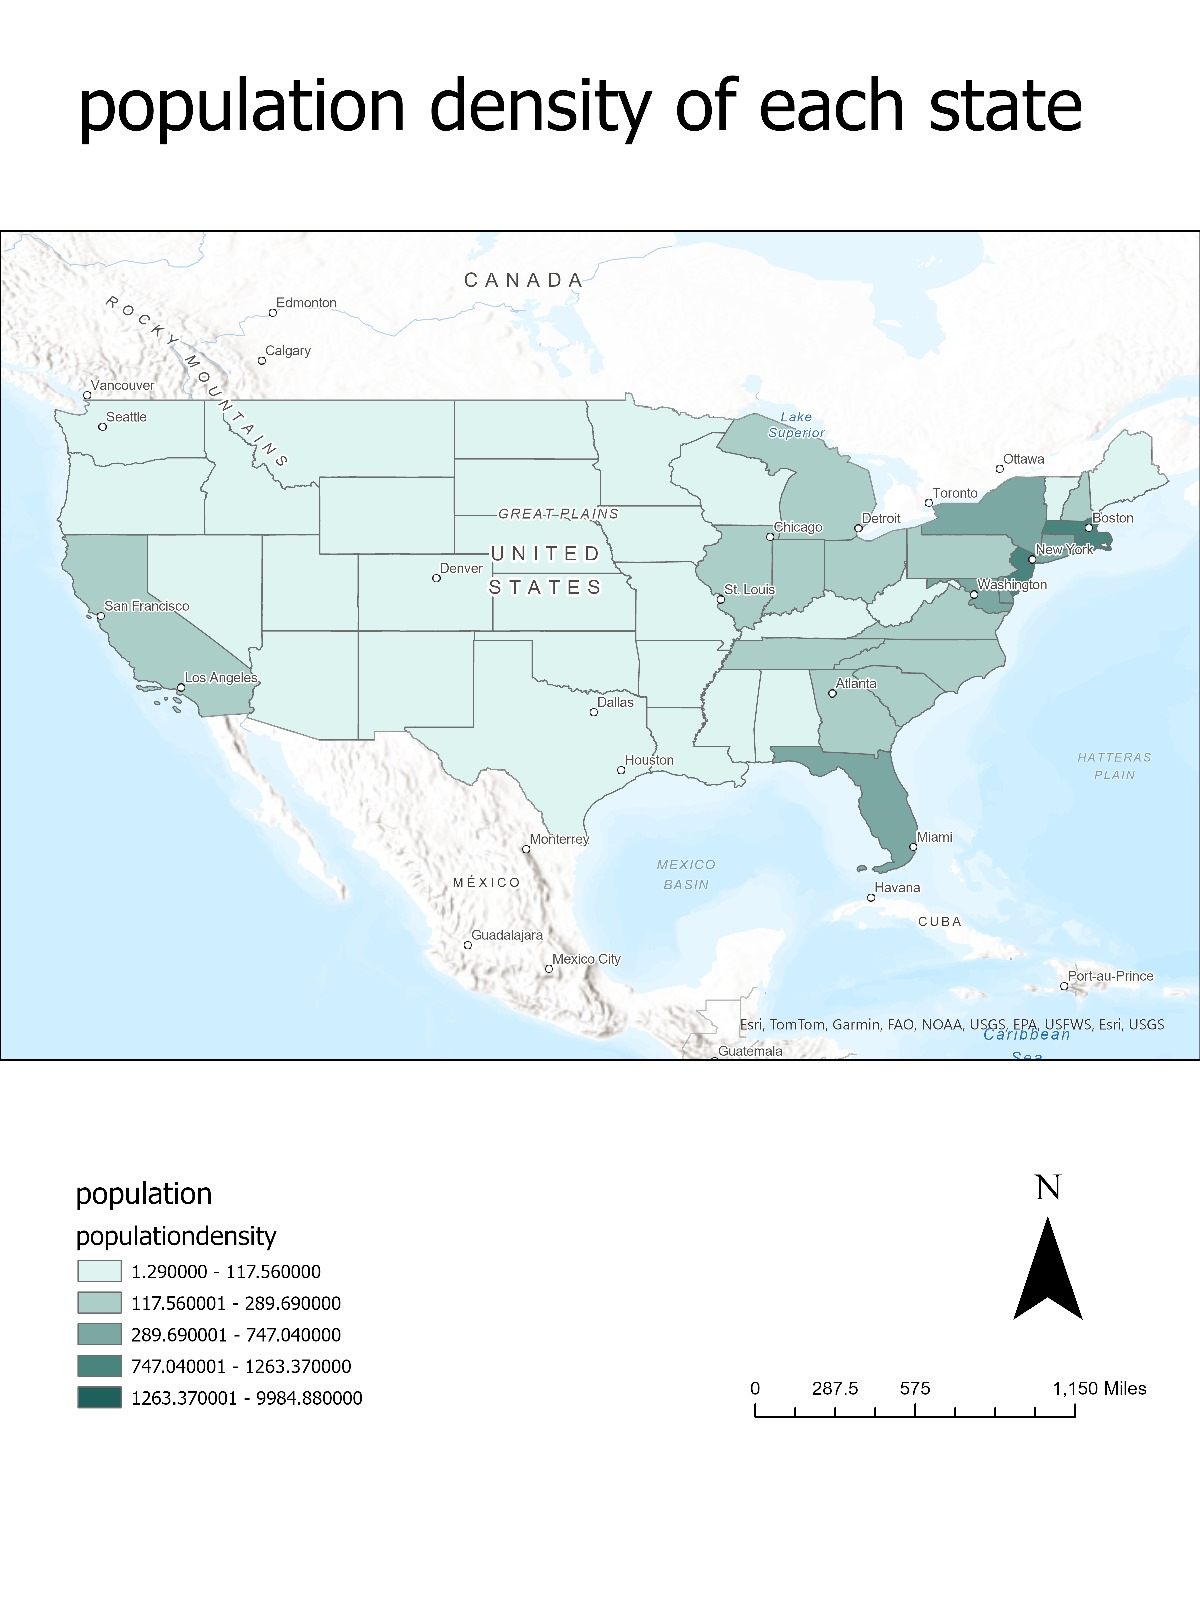 population density of each state
CANADA
Edmonton
ROCKY MOUNTAINS
Calgary
Vancouver
Seattle
Lake
Superior
Ottawa
Toronto
GREAT PLAINS
Chicago
Detroit
Boston
UNITED
New York
Denver
STATES
St. Louis
Washington
San Francisco
Los Angeles
Atlanta
Dallas
Houston
HATTERAS
PLAIN
Monterrey
Miami
MEXICO
BASIN
MÉXICO
Havana
CUBA
Guadalajara
Mexico City
Port-au-Prince
Esri, TomTom, Garmin, FAO, NOAA, USGS, EPA, USFWS, Esri, USGS
Caribbean
Sea
Guatemala
population
populationdensity
1.290000 - 117.560000
117.560001 - 289.690000
289.690001 - 747.040000
747.040001 - 1263.370000
1263.370001 - 9984.880000
N
0 287.5 575 1,150 Miles